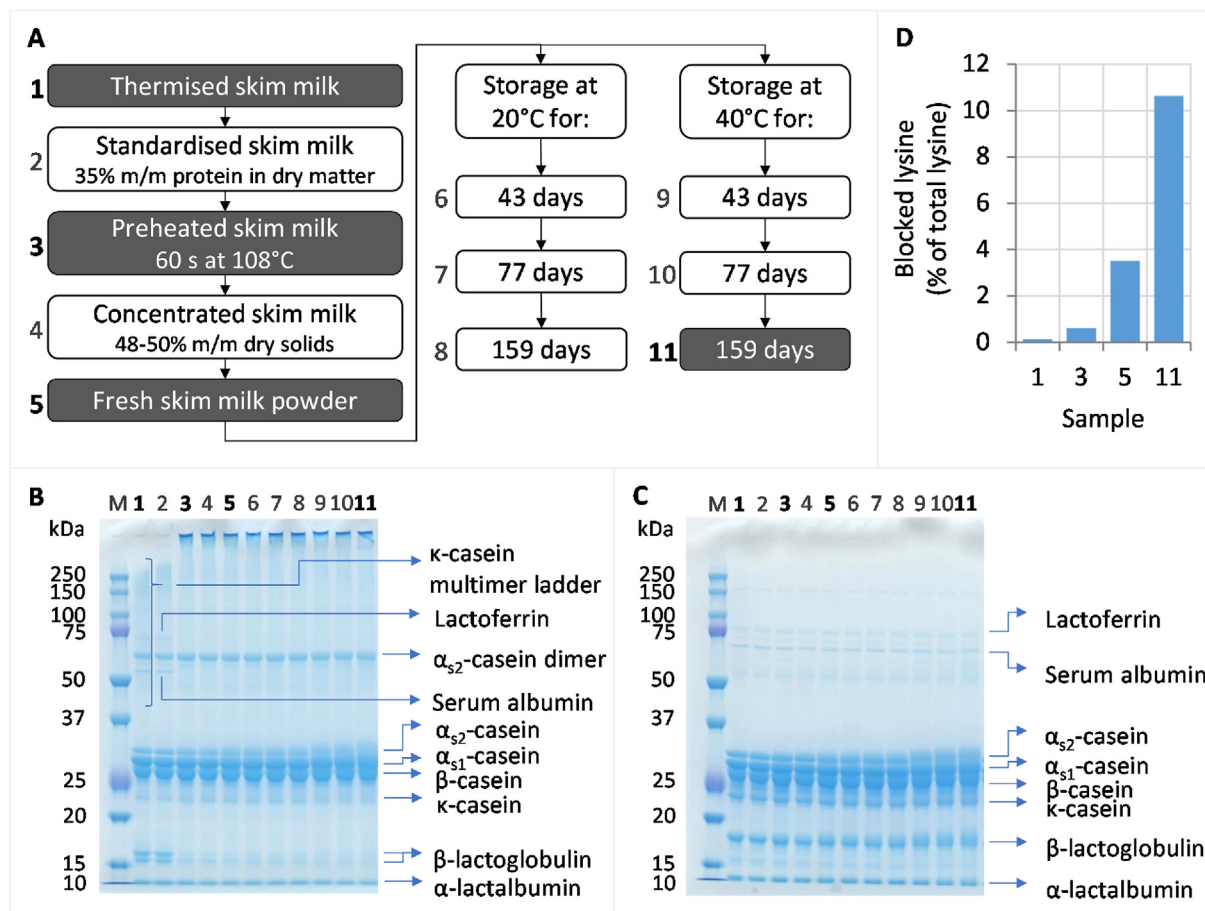 A
1 Thermised skim milk
2 Standardised skim milk
35% m/m protein in dry matter
3 Preheated skim milk
60 s at 108°C
4 Concentrated skim milk
48-50% m/m dry solids
5 Fresh skim milk powder
Storage at
20°C for:
6 43 days
7 77 days
8 159 days
Storage at
40°C for:
9 43 days
10 77 days
11 159 days
D
Blocked lysine
(% of total lysine)
12
10
8
6
4
2
0
1 3 5 11
Sample
B
M 1 2 3 4 5 6 7 8 9 10 11
kDa
250
150
100
75
50
37
25
20
15
10
κ-casein
multimer ladder
Lactoferrin
αs2-casein dimer
Serum albumin
αs2-casein
αs1-casein
β-casein
κ-casein
β-lactoglobulin
α-lactalbumin
C
M 1 2 3 4 5 6 7 8 9 10 11
kDa
250
150
100
75
50
37
25
20
15
10
Lactoferrin
Serum albumin
αs2-casein
αs1-casein
β-casein
κ-casein
β-lactoglobulin
α-lactalbumin